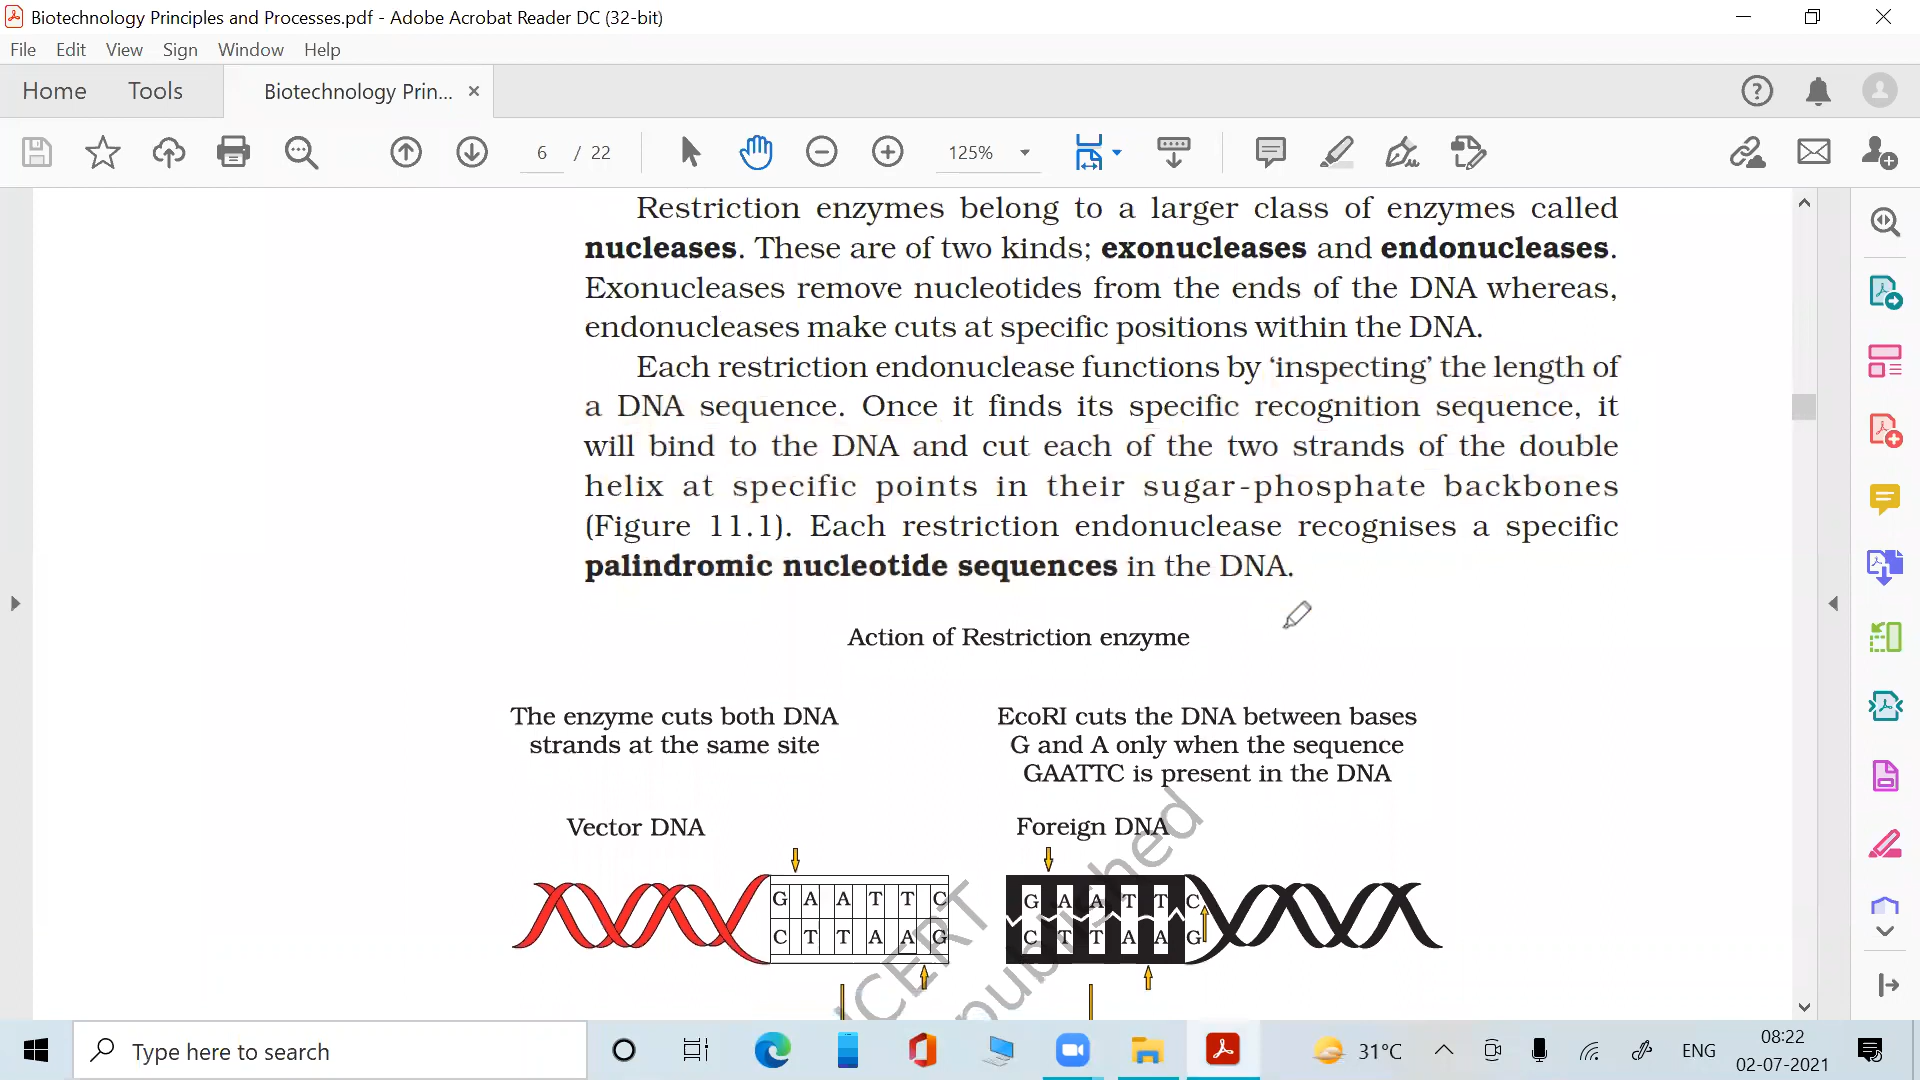 Biotechnology Principles and Processes.pdf - Adobe Acrobat Reader DC (32-bit)
File Edit View Sign Window Help
Home Tools Biotechnology Prin... ×
6 / 22 125%
Restriction enzymes belong to a larger class of enzymes called
nucleases. These are of two kinds; exonucleases and endonucleases.
Exonucleases remove nucleotides from the ends of the DNA whereas,
endonucleases make cuts at specific positions within the DNA.
Each restriction endonuclease functions by ‘inspecting’ the length of
a DNA sequence. Once it finds its specific recognition sequence, it
will bind to the DNA and cut each of the two strands of the double
helix at specific points in their sugar-phosphate backbones
(Figure 11.1). Each restriction endonuclease recognises a specific
palindromic nucleotide sequences in the DNA.
Action of Restriction enzyme
The enzyme cuts both DNA
strands at the same site
EcoRI cuts the DNA between bases
G and A only when the sequence
GAATTC is present in the DNA
Vector DNA
Foreign DNA
G A A T T C
C T T A A G
G A A T T C
C T T A A G
NCERT
published
Type here to search
31°C
ENG
08:22
02-07-2021